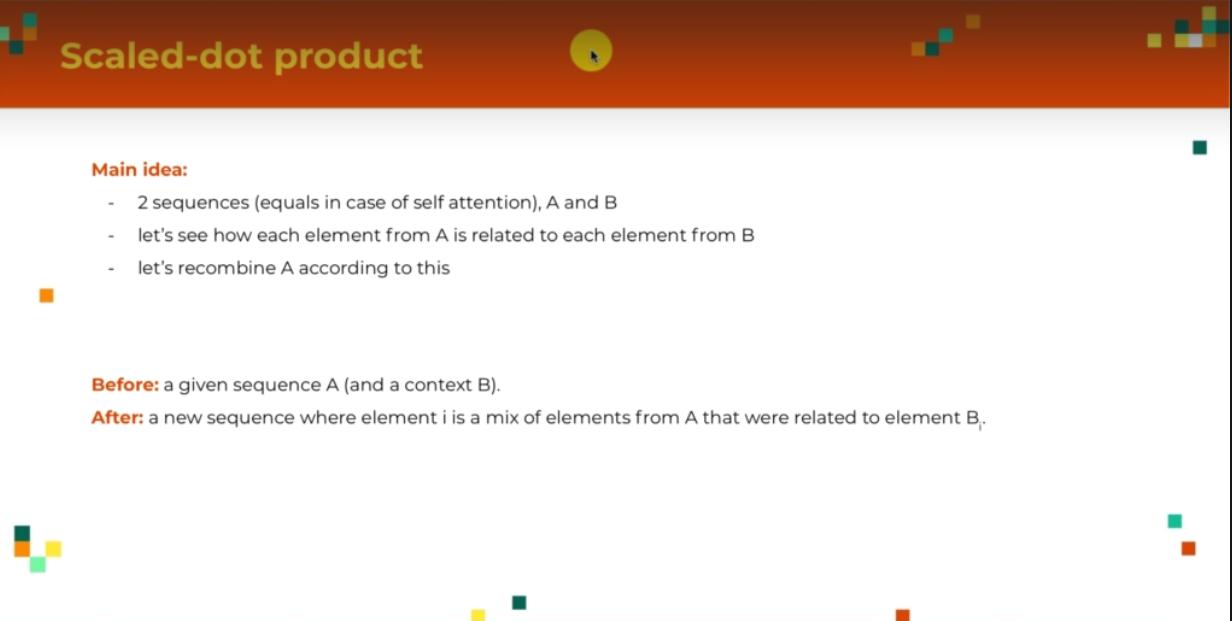 Scaled-dot product
Main idea:
- 2 sequences (equals in case of self attention), A and B
- let's see how each element from A is related to each element from B
- let's recombine A according to this
Before: a given sequence A (and a context B).
After: a new sequence where element i is a mix of elements from A that were related to element Bᵢ.